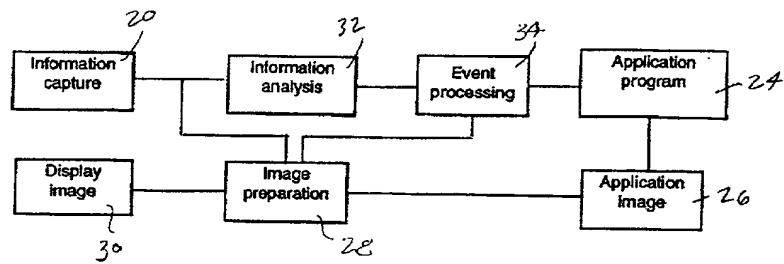 20
32
34
Information
capture
Information
analysis
Event
processing
Application
program
24
Display
image
Image
preparation
Application
image
26
30
28